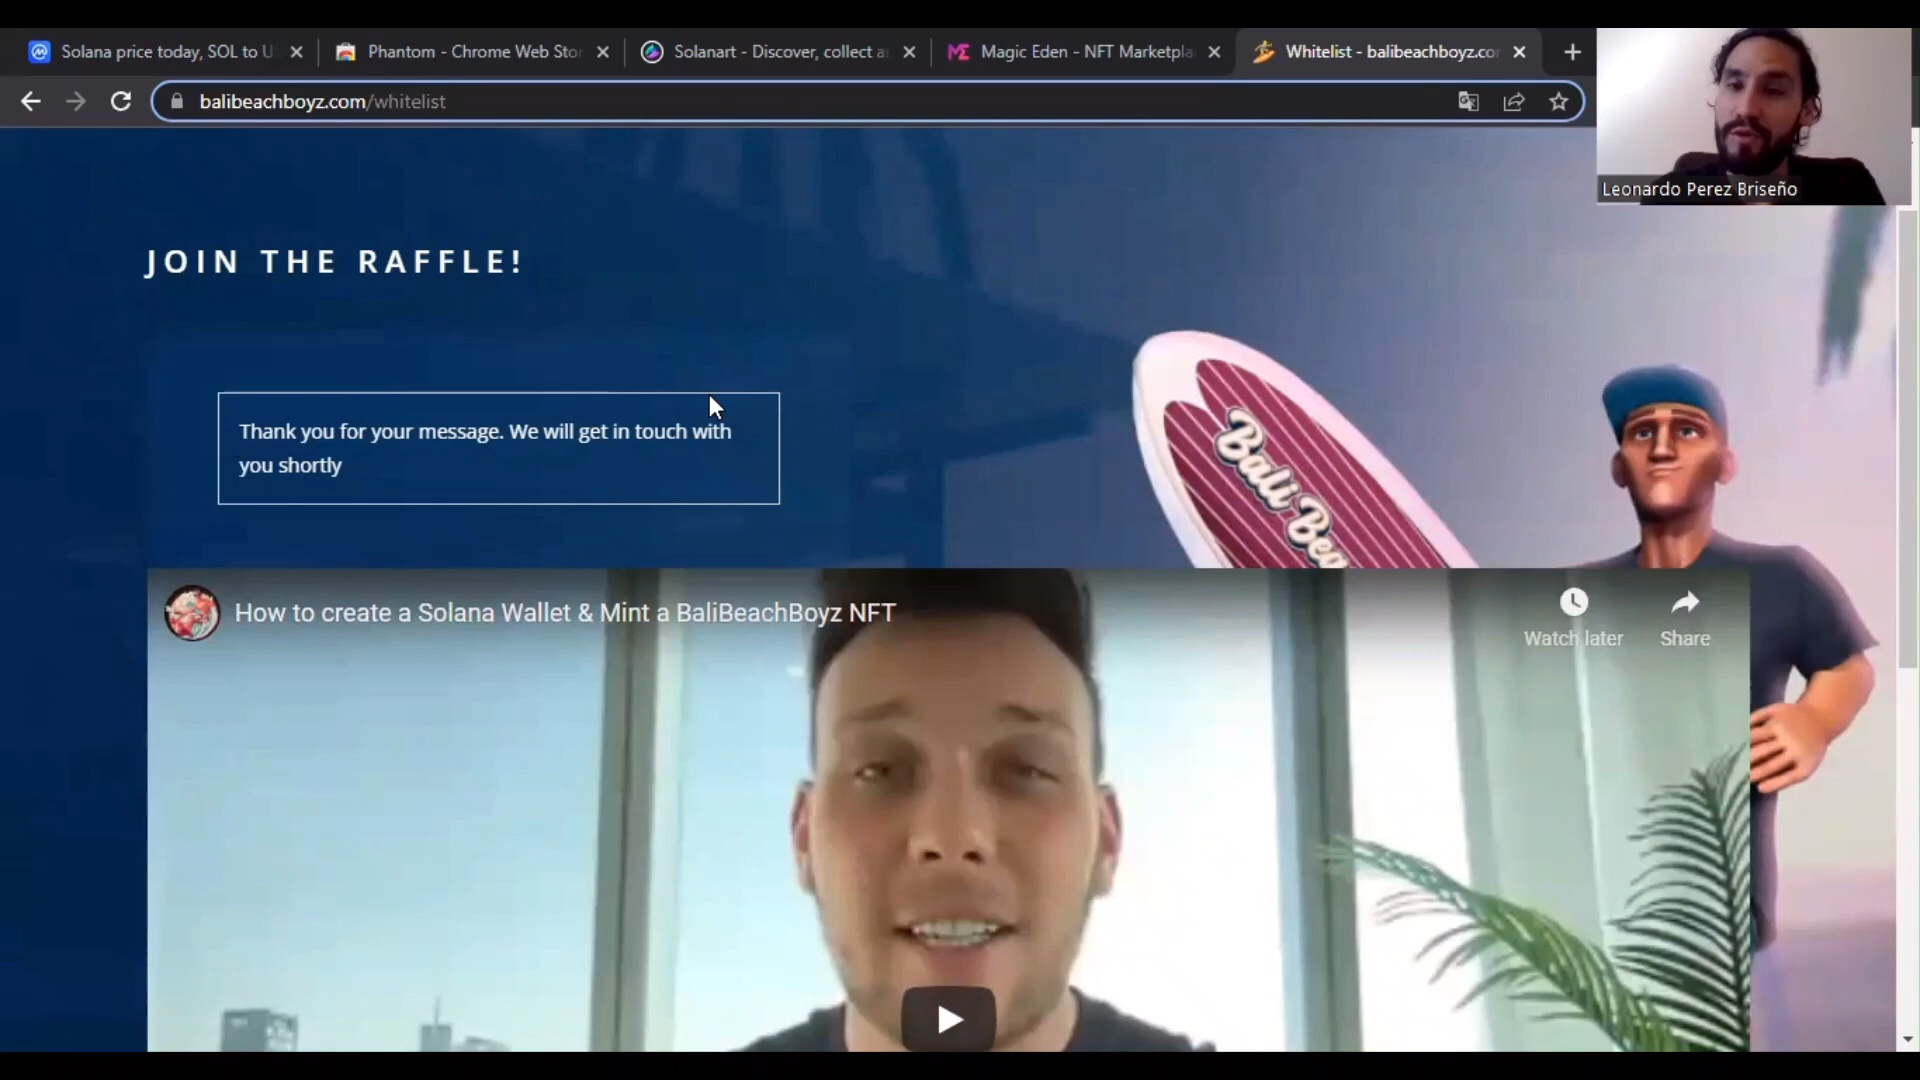 Solana price today, SOL to U
Phantom - Chrome Web Stor
Solanart - Discover, collect a
Magic Eden - NFT Marketpla
Whitelist - balibeachboyz.co
balibeachboyz.com/whitelist
Leonardo Perez Briseño
JOIN THE RAFFLE!
Thank you for your message. We will get in touch with
you shortly
Bali Bea
How to create a Solana Wallet & Mint a BaliBeachBoyz NFT
Watch later
Share